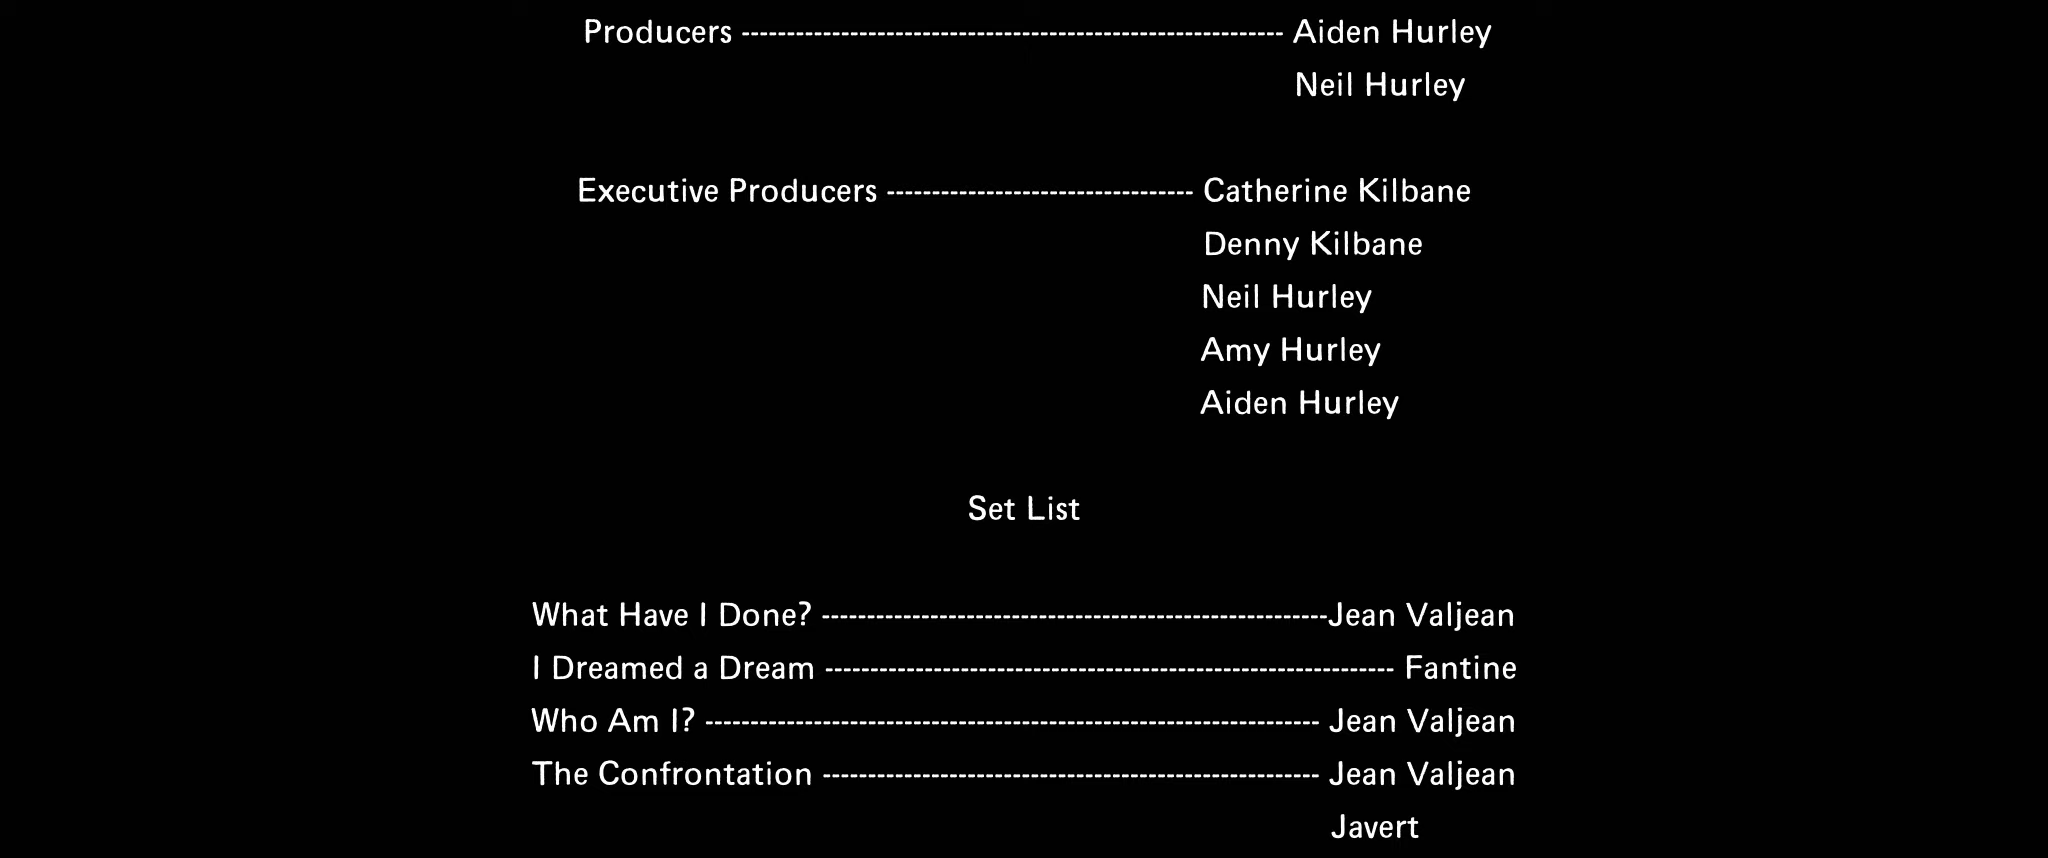 Producers ------------------------------------------------------------ Aiden Hurley
Neil Hurley
Executive Producers ---------------------------------- Catherine Kilbane
Denny Kilbane
Neil Hurley
Amy Hurley
Aiden Hurley
Set List
What Have I Done? --------------------------------------------------------Jean Valjean
I Dreamed a Dream --------------------------------------------------------------- Fantine
Who Am I? -------------------------------------------------------------------- Jean Valjean
The Confrontation ------------------------------------------------------- Jean Valjean
Javert